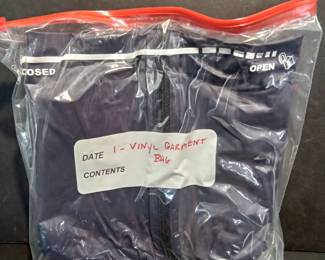 CLOSED OPEN
DATE 1 - VINYL GARMENT
BAG
CONTENTS